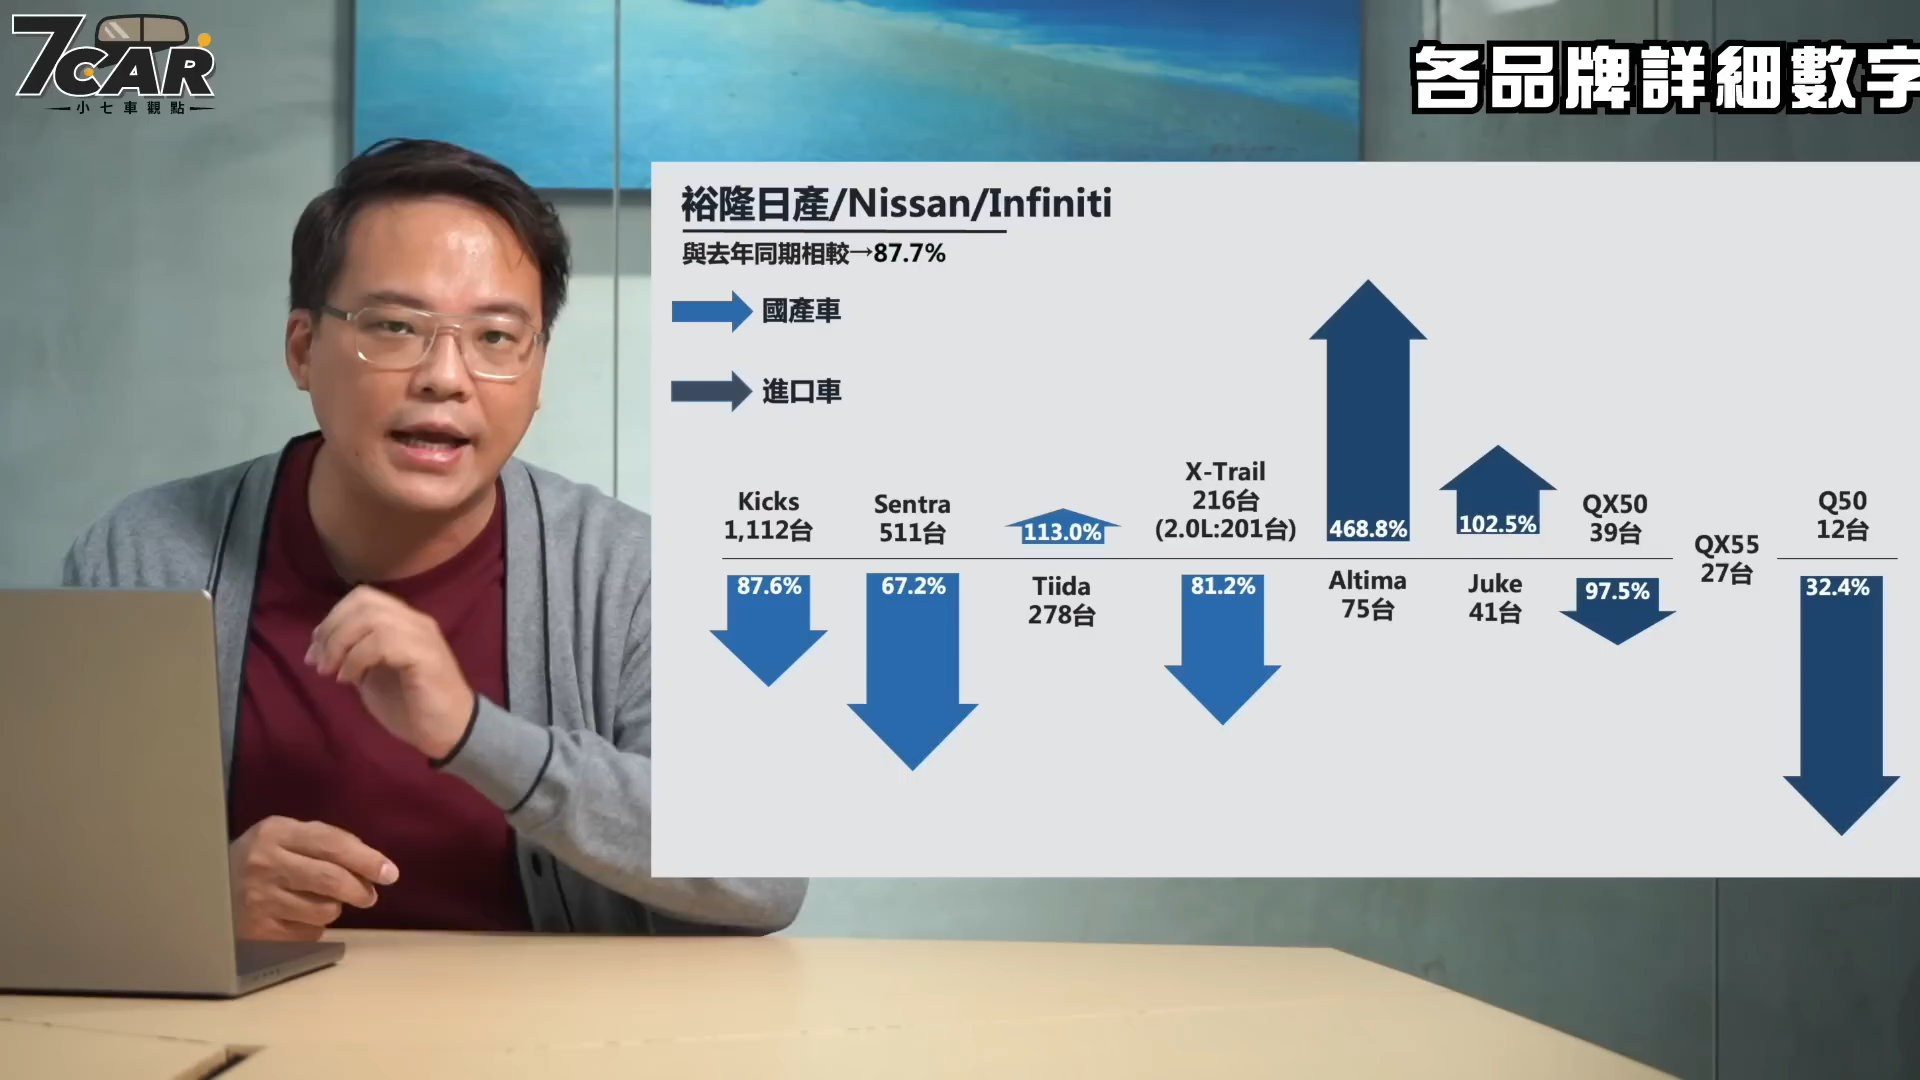 7CAR
小七車觀點
各品牌詳細數字
裕隆日產/Nissan/Infiniti
與去年同期相較→87.7%
國產車
進口車
Kicks
1,112台
87.6%
Sentra
511台
67.2%
113.0%
Tiida
278台
X-Trail
216台
(2.0L:201台)
81.2%
468.8%
Altima
75台
102.5%
Juke
41台
QX50
39台
97.5%
QX55
27台
Q50
12台
32.4%